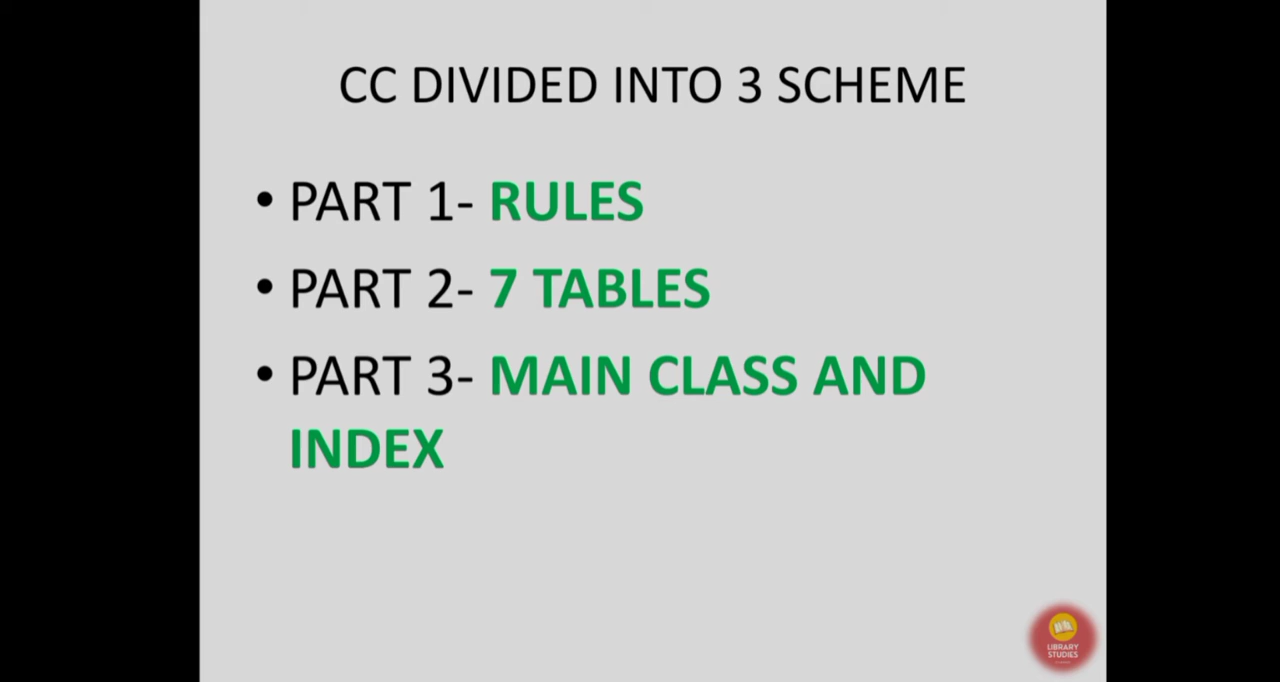 CC DIVIDED INTO 3 SCHEME
• PART 1- RULES
• PART 2- 7 TABLES
• PART 3- MAIN CLASS AND
INDEX
LIBRARY
STUDIES